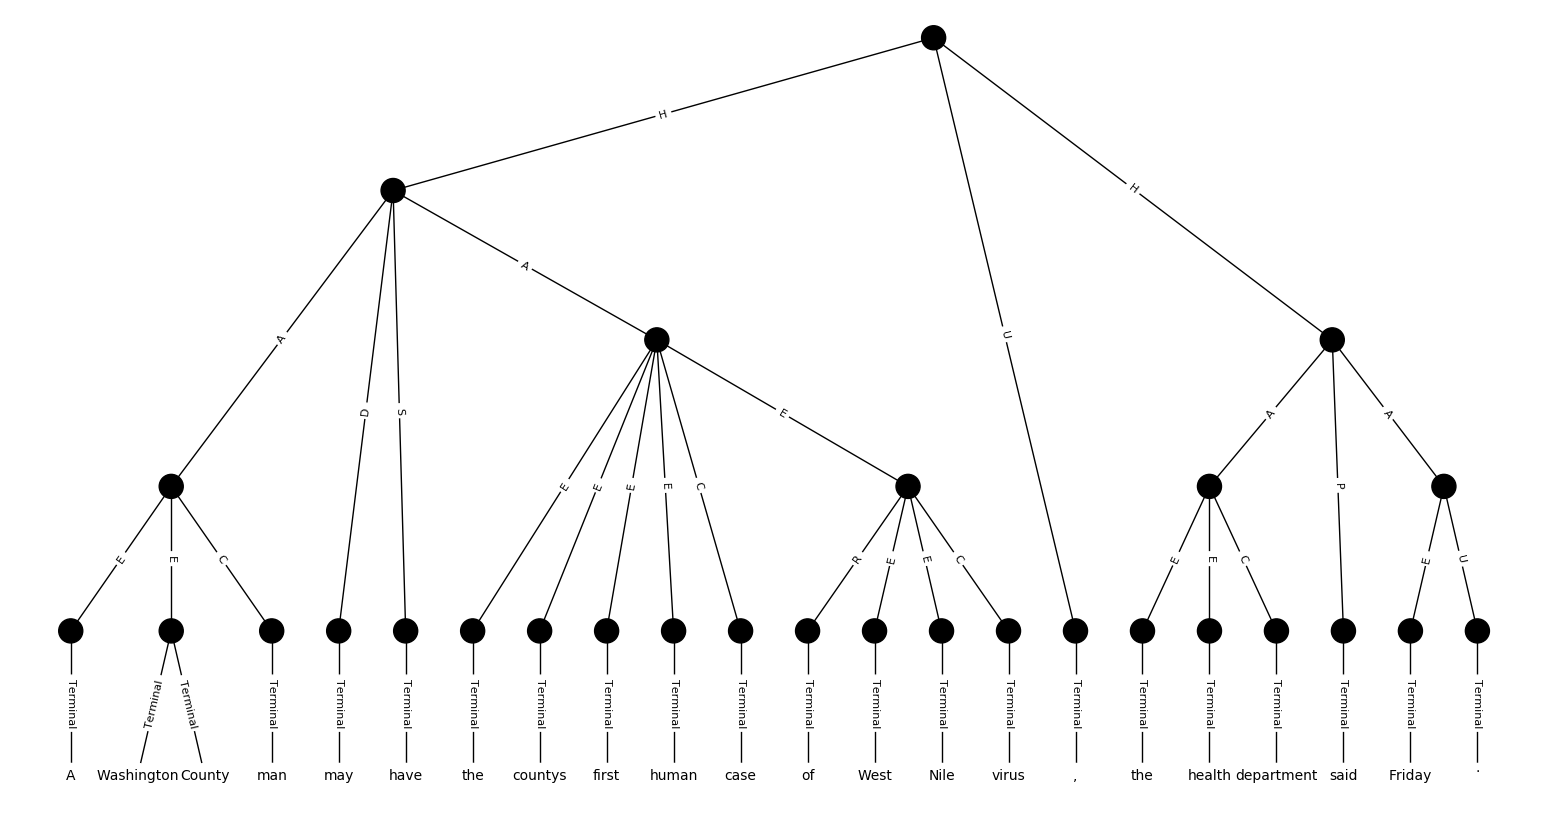 H
H
A
A
U
D
S
A
A
E
P
E
E
E
E
C
E
E
C
R
E
E
C
E
E
C
E
U
Terminal Terminal Terminal Terminal Terminal Terminal Terminal Terminal Terminal Terminal Terminal Terminal Terminal Terminal Terminal Terminal Terminal Terminal Terminal Terminal Terminal Terminal
A Washington County man may have the countys first human case of West Nile virus , the health department said Friday .